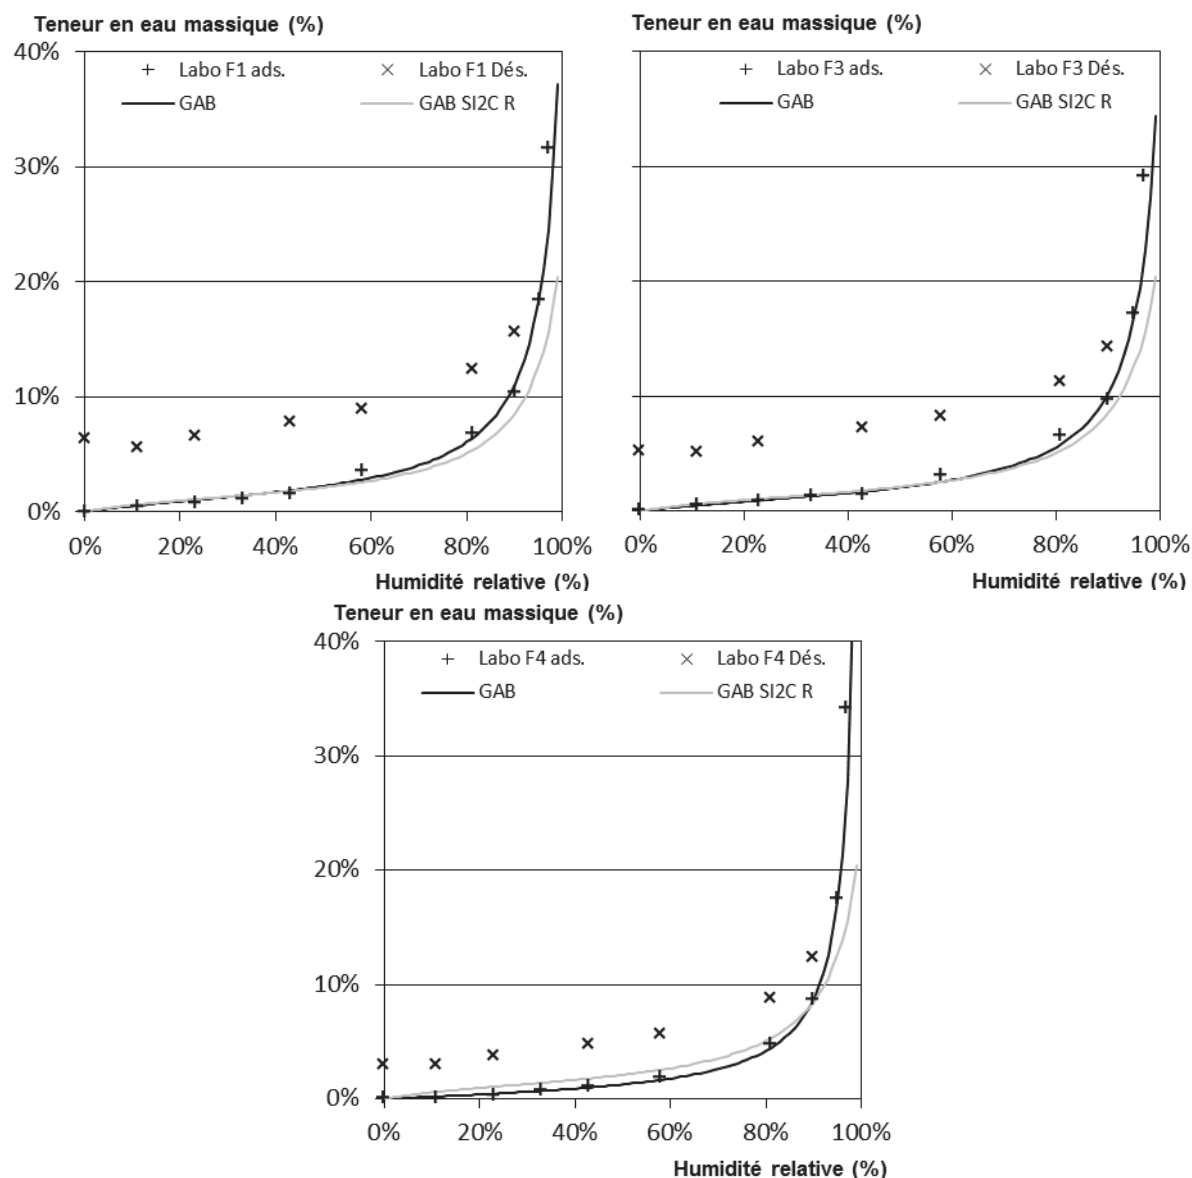 Teneur en eau massique (%)
40%
30%
20%
10%
0%
+ Labo F1 ads.
× Labo F1 Dés.
GAB
GAB SI2C R
0% 20% 40% 60% 80% 100%
Humidité relative (%)
Teneur en eau massique (%)
+ Labo F3 ads.
× Labo F3 Dés.
GAB
GAB SI2C R
0% 20% 40% 60% 80% 100%
Humidité relative (%)
Teneur en eau massique (%)
40%
30%
20%
10%
0%
+ Labo F4 ads.
× Labo F4 Dés.
GAB
GAB SI2C R
0% 20% 40% 60% 80% 100%
Humidité relative (%)